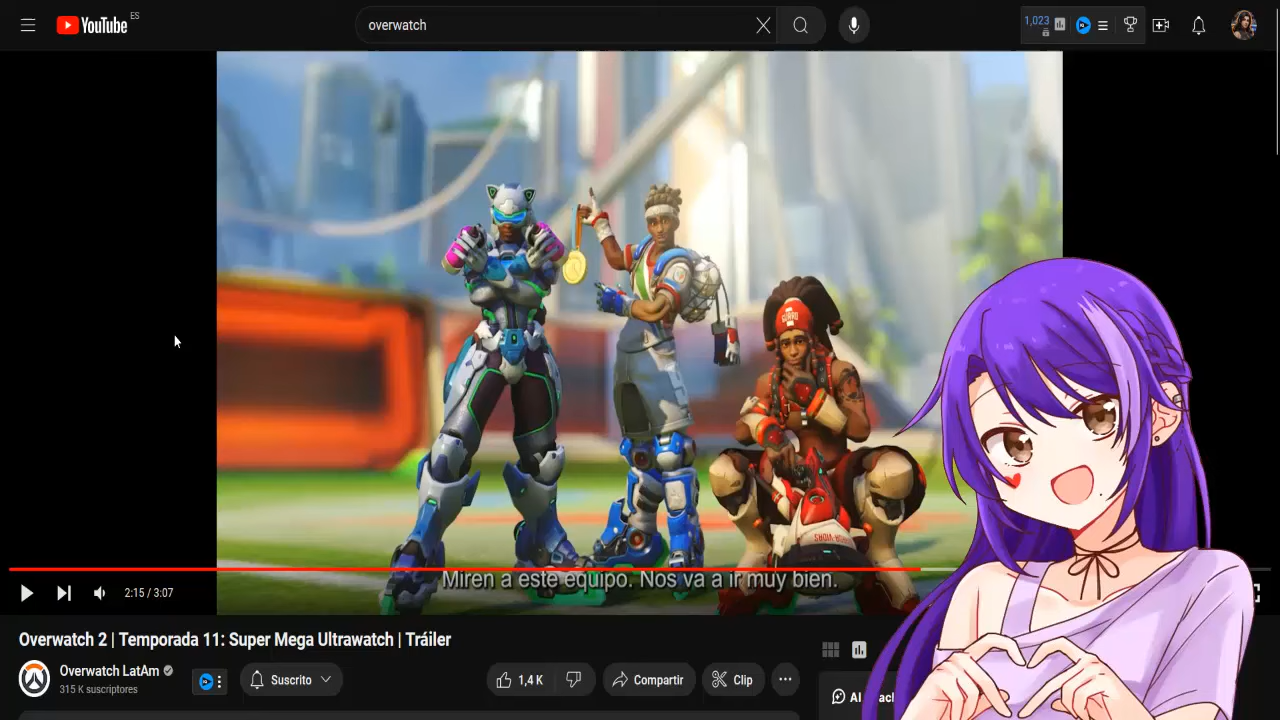 YouTube ES
overwatch
1,023
Miren a este equipo. Nos va a ir muy bien.
2:15 / 3:07
Overwatch 2 | Temporada 11: Super Mega Ultrawatch | Tráiler
Overwatch LatAm
315 K suscriptores
Suscrito
1,4 K
Compartir
Clip
AI